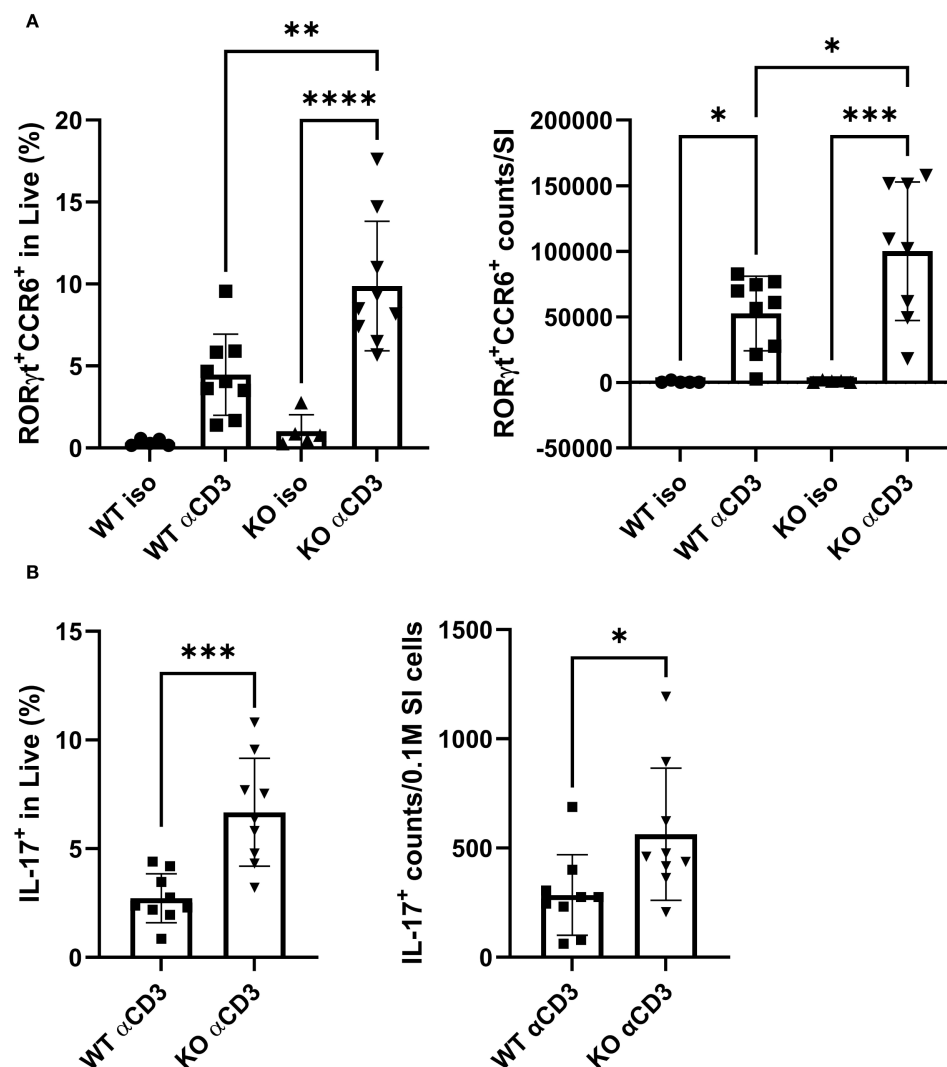 A
RORγt⁺CCR6⁺ in Live (%)
20
15
10
5
0
**
****
WT iso
WT αCD3
KO iso
KO αCD3
RORγt⁺CCR6⁺ counts/SI
200000
150000
100000
50000
0
-50000
*
*
***
WT iso
WT αCD3
KO iso
KO αCD3
B
IL-17⁺ in Live (%)
15
10
5
0
***
WT αCD3
KO αCD3
IL-17⁺ counts/0.1M SI cells
1500
1000
500
0
*
WT αCD3
KO αCD3